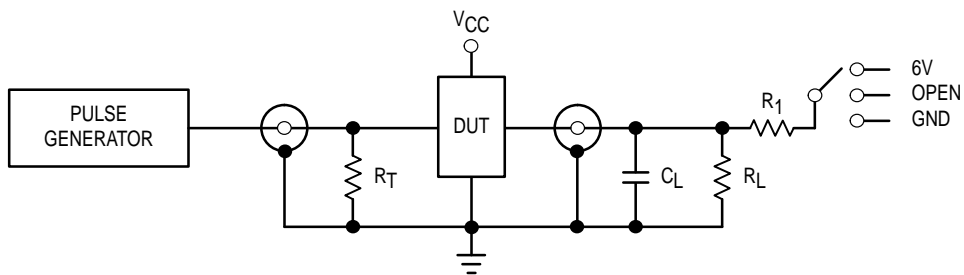 VCC
PULSE
GENERATOR
DUT
RT
CL
RL
R1
6V
OPEN
GND